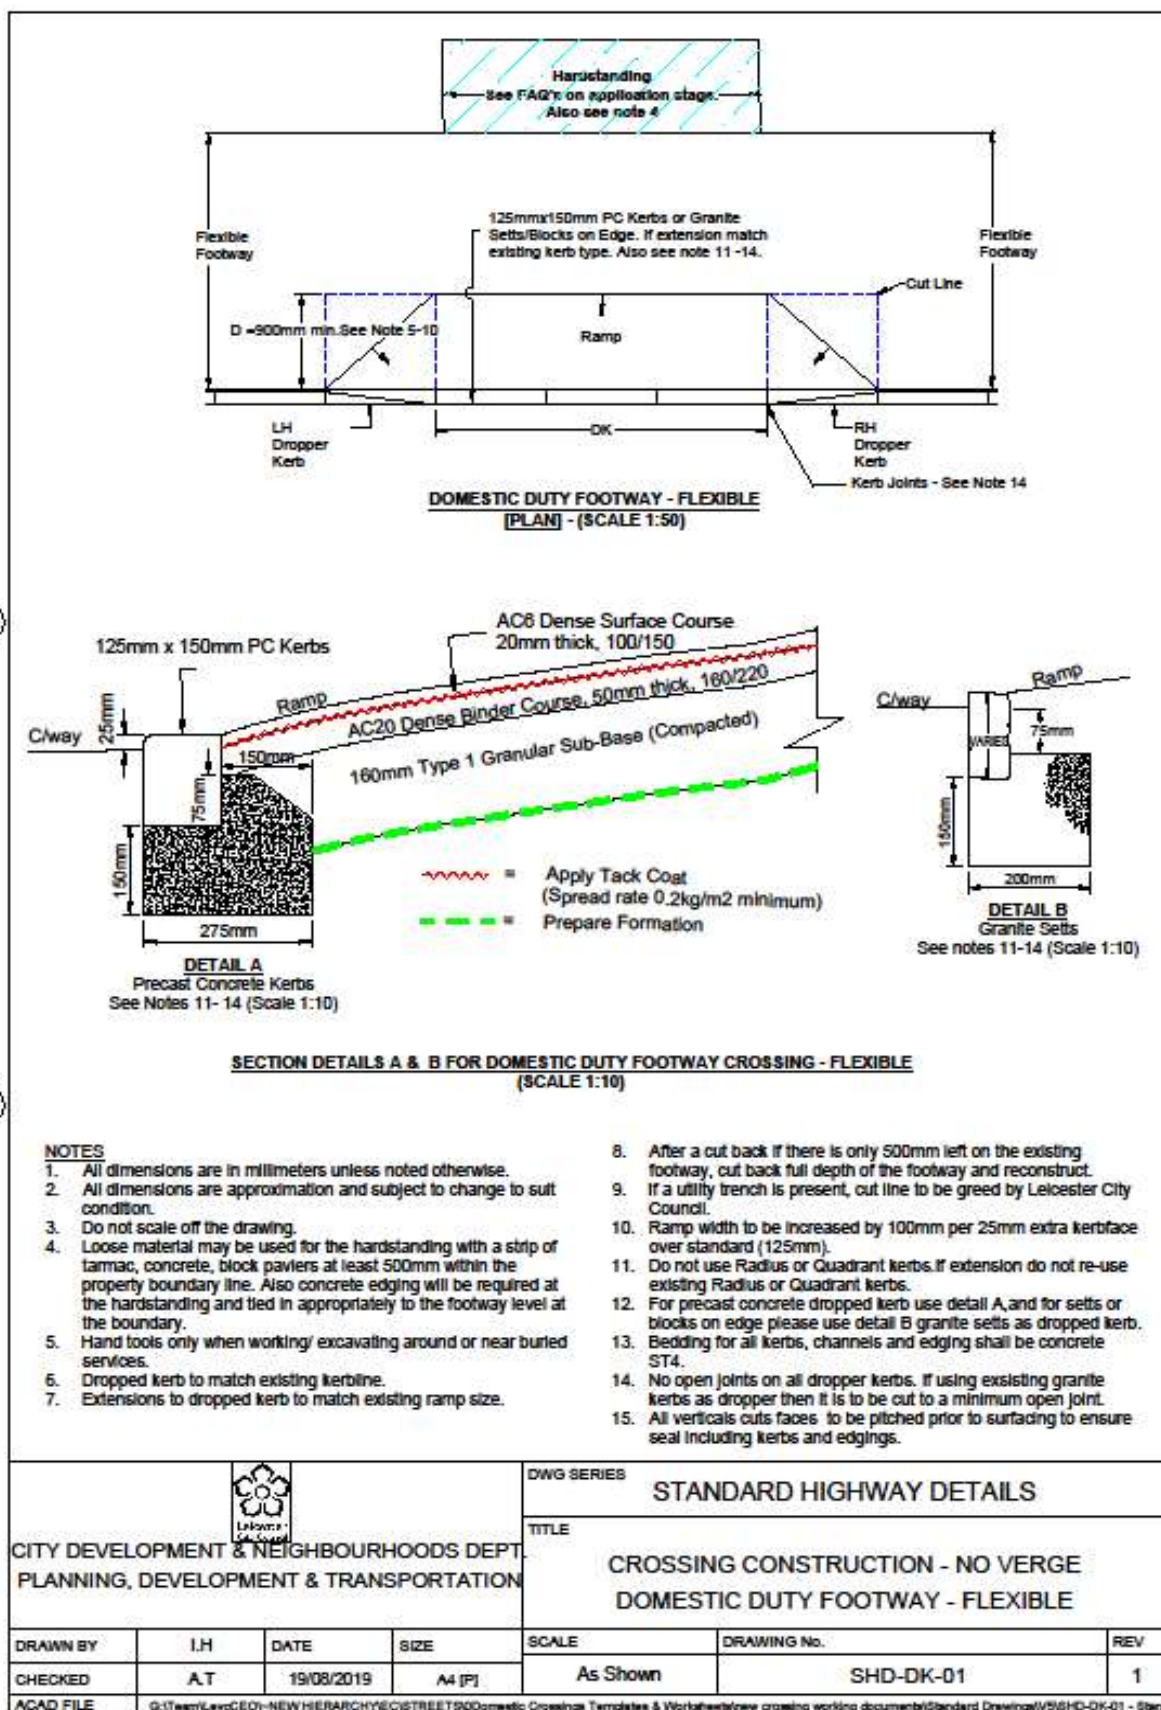 Hardstanding
See FAQ's on application stage.
Also see note 4
125mmx150mm PC Kerbs or Granite
Setts/Blocks on Edge. If extension match
existing kerb type. Also see note 11 -14.
Flexible
Footway
Flexible
Footway
Cut Line
D =900mm min.See Note 5-10
Ramp
LH
Dropper
Kerb
DK
RH
Dropper
Kerb
Kerb Joints - See Note 14
DOMESTIC DUTY FOOTWAY - FLEXIBLE
[PLAN] - (SCALE 1:50)
AC6 Dense Surface Course
20mm thick, 100/150
125mm x 150mm PC Kerbs
Ramp
AC20 Dense Binder Course, 50mm thick, 160/220
C/way
25mm
150mm
160mm Type 1 Granular Sub-Base (Compacted)
75mm
150mm
275mm
DETAIL A
Precast Concrete Kerbs
See Notes 11- 14 (Scale 1:10)
= Apply Tack Coat
(Spread rate 0.2kg/m2 minimum)
= Prepare Formation
C/way
Ramp
VARIES
75mm
150mm
200mm
DETAIL B
Granite Setts
See notes 11-14 (Scale 1:10)
SECTION DETAILS A & B FOR DOMESTIC DUTY FOOTWAY CROSSING - FLEXIBLE
(SCALE 1:10)
NOTES
1. All dimensions are in millimeters unless noted otherwise.
2. All dimensions are approximation and subject to change to suit
condition.
3. Do not scale off the drawing.
4. Loose material may be used for the hardstanding with a strip of
tarmac, concrete, block paviers at least 500mm within the
property boundary line. Also concrete edging will be required at
the hardstanding and tied in appropriately to the footway level at
the boundary.
5. Hand tools only when working/ excavating around or near buried
services.
6. Dropped kerb to match existing kerbline.
7. Extensions to dropped kerb to match existing ramp size.
8. After a cut back if there is only 500mm left on the existing
footway, cut back full depth of the footway and reconstruct.
9. If a utility trench is present, cut line to be greed by Leicester City
Council.
10. Ramp width to be increased by 100mm per 25mm extra kerbface
over standard (125mm).
11. Do not use Radius or Quadrant kerbs.If extension do not re-use
existing Radius or Quadrant kerbs.
12. For precast concrete dropped kerb use detail A,and for setts or
blocks on edge please use detail B granite setts as dropped kerb.
13. Bedding for all kerbs, channels and edging shall be concrete
ST4.
14. No open joints on all dropper kerbs. If using exsisting granite
kerbs as dropper then it is to be cut to a minimum open joint.
15. All verticals cuts faces to be pitched prior to surfacing to ensure
seal including kerbs and edgings.
Leicester
City Council
CITY DEVELOPMENT & NEIGHBOURHOODS DEPT.
PLANNING, DEVELOPMENT & TRANSPORTATION
DWG SERIES
STANDARD HIGHWAY DETAILS
TITLE
CROSSING CONSTRUCTION - NO VERGE
DOMESTIC DUTY FOOTWAY - FLEXIBLE
DRAWN BY I.H DATE SIZE SCALE DRAWING No. REV
CHECKED A.T 19/08/2019 A4 [P] As Shown SHD-DK-01 1
ACAD FILE